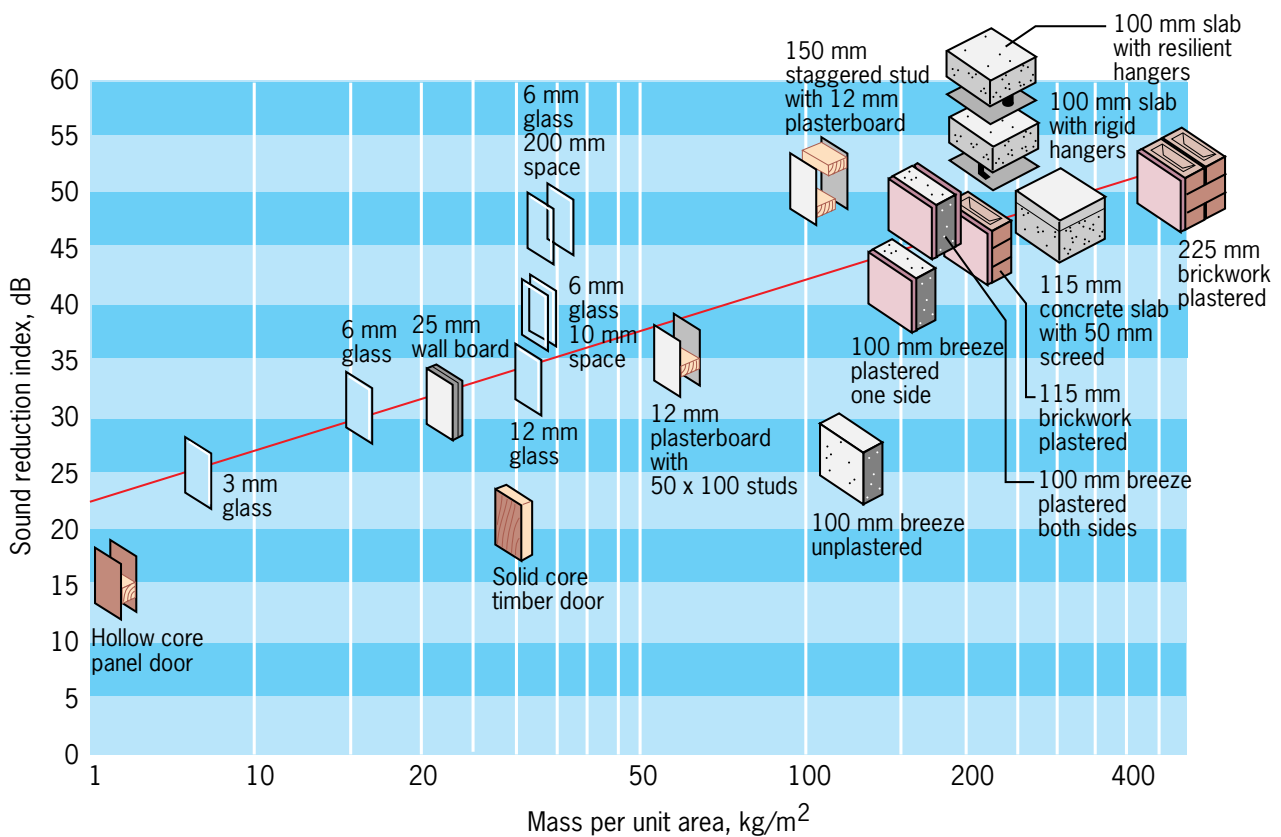 100 mm slab
with resilient
hangers
150 mm
staggered stud
with 12 mm
plasterboard
6 mm
glass
200 mm
space
100 mm slab
with rigid
hangers
60
55
50
45
40
35
30
25
20
15
10
5
0
Sound reduction index, dB
225 mm
brickwork
plastered
6 mm
glass
10 mm
space
115 mm
concrete slab
with 50 mm
screed
6 mm
glass
25 mm
wall board
100 mm breeze
plastered
one side
115 mm
brickwork
plastered
12 mm
glass
12 mm
plasterboard
with
50 x 100 studs
3 mm
glass
100 mm breeze
plastered
both sides
100 mm breeze
unplastered
Solid core
timber door
Hollow core
panel door
1
10
20
50
100
200
400
Mass per unit area, kg/m²